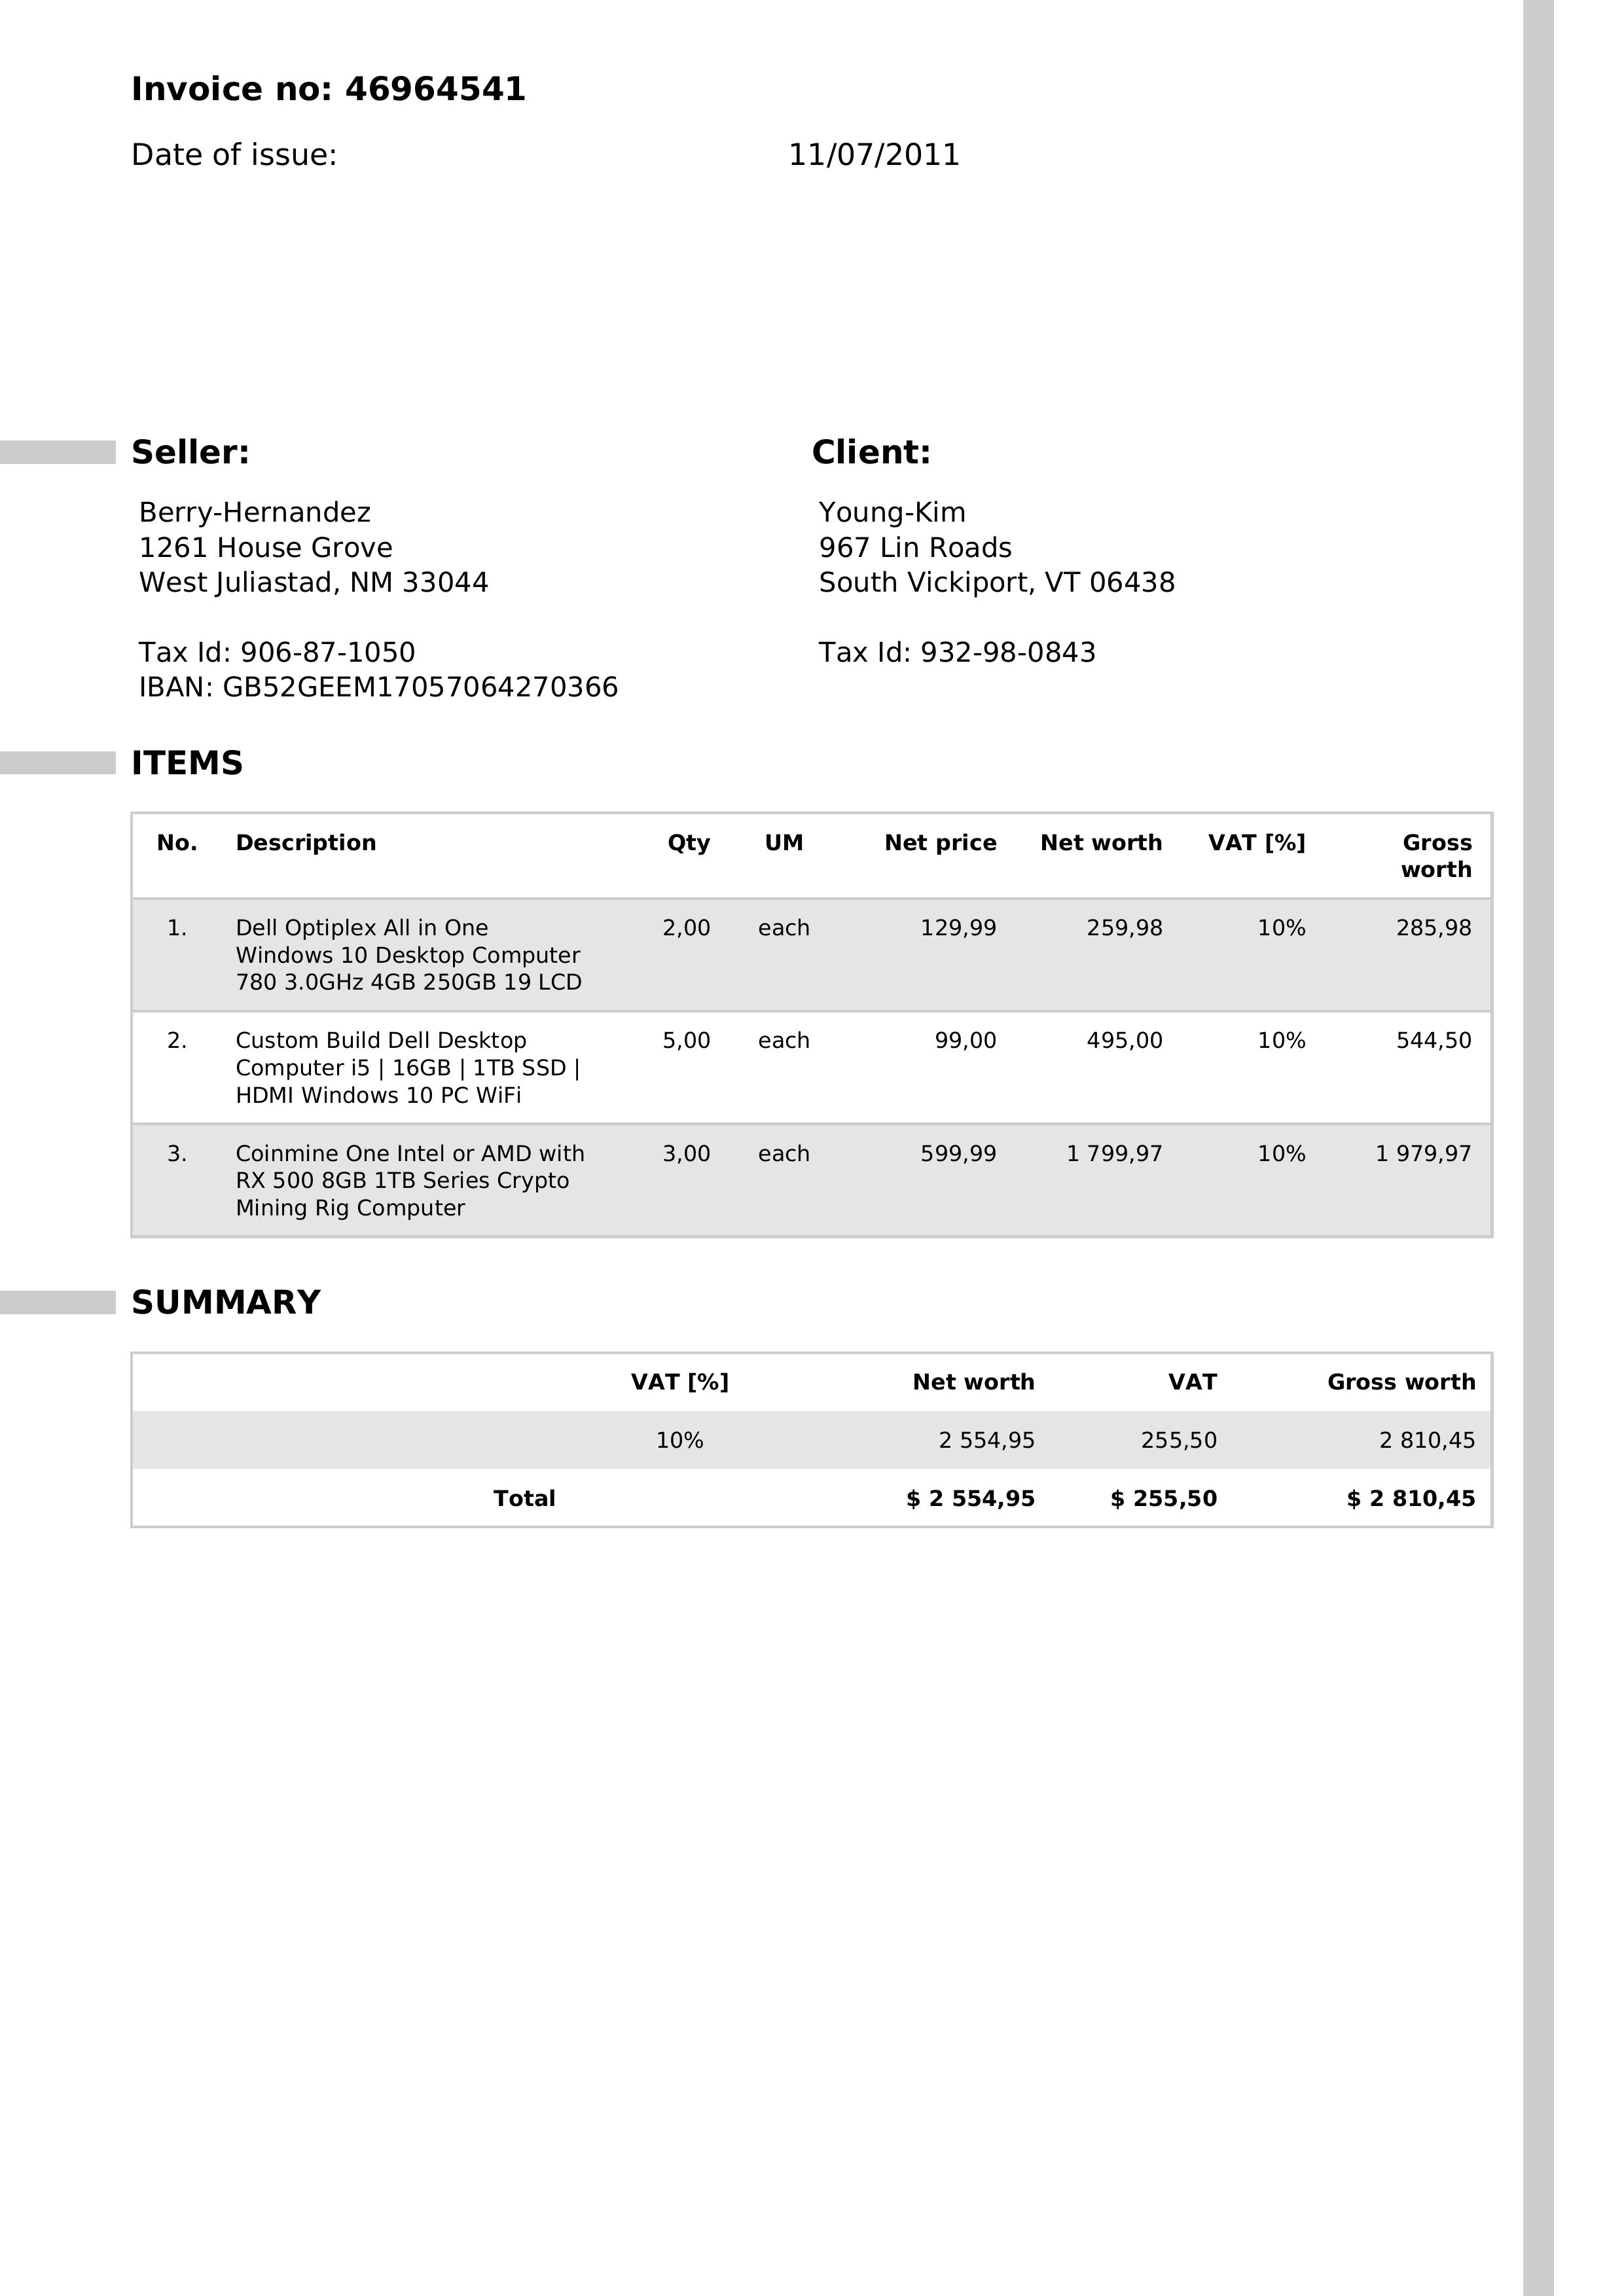 Invoice no: 46964541
Date of issue: 11/07/2011
Seller:
Berry-Hernandez
1261 House Grove
West Juliastad, NM 33044
Tax Id: 906-87-1050
IBAN: GB52GEEM17057064270366
Client:
Young-Kim
967 Lin Roads
South Vickiport, VT 06438
Tax Id: 932-98-0843
ITEMS
No. Description Qty UM Net price Net worth VAT [%] Gross
worth
1. Dell Optiplex All in One 2,00 each 129,99 259,98 10% 285,98
Windows 10 Desktop Computer
780 3.0GHz 4GB 250GB 19 LCD
2. Custom Build Dell Desktop 5,00 each 99,00 495,00 10% 544,50
Computer i5 | 16GB | 1TB SSD |
HDMI Windows 10 PC WiFi
3. Coinmine One Intel or AMD with 3,00 each 599,99 1 799,97 10% 1 979,97
RX 500 8GB 1TB Series Crypto
Mining Rig Computer
SUMMARY
VAT [%] Net worth VAT Gross worth
10% 2 554,95 255,50 2 810,45
Total $ 2 554,95 $ 255,50 $ 2 810,45